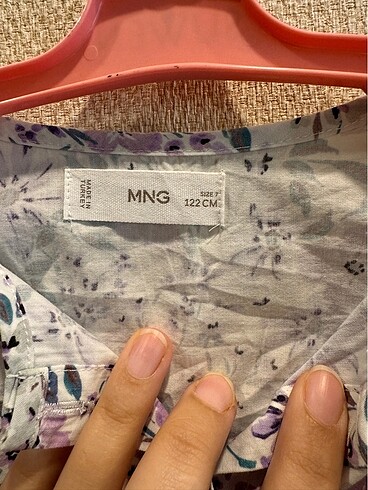 MADE IN
TURKEY
MNG
SIZE 7
122 CM